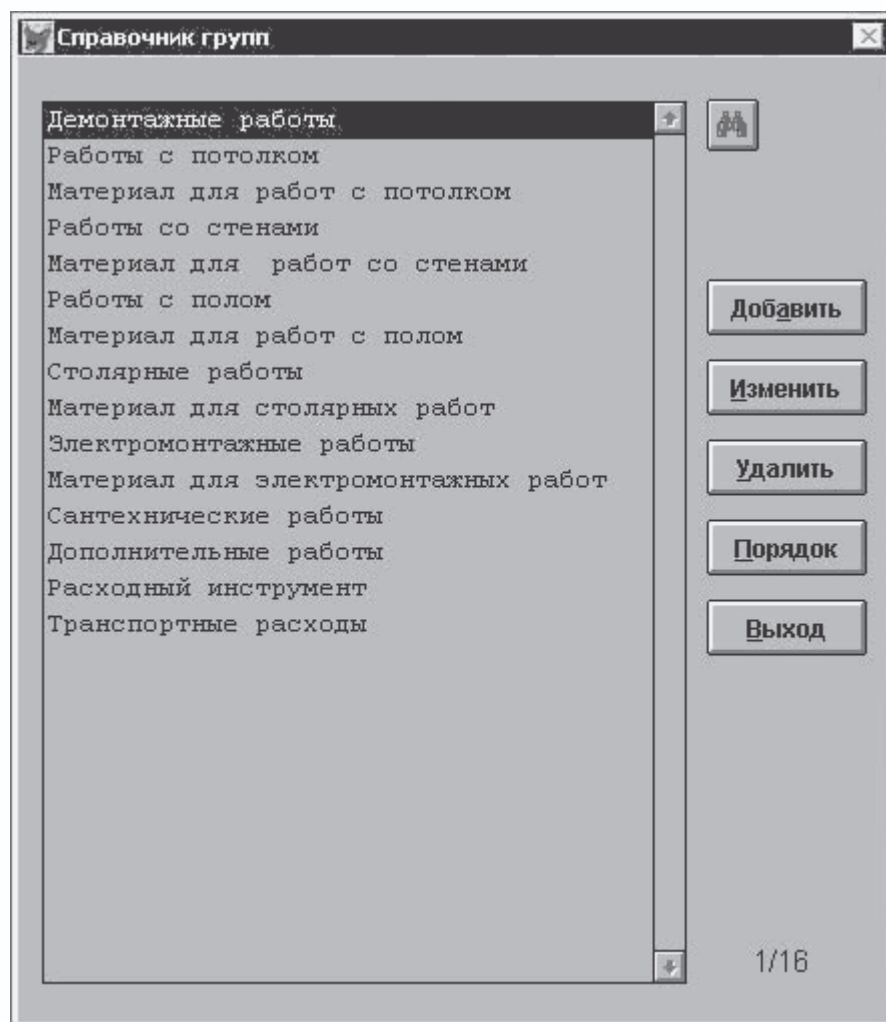 Справочник групп
Демонтажные работы
Работы с потолком
Материал для работ с потолком
Работы со стенами
Материал для  работ со стенами
Работы с полом
Материал для работ с полом
Столярные работы
Материал для столярных работ
Электромонтажные работы
Материал для электромонтажных работ
Сантехнические работы
Дополнительные работы
Расходный инструмент
Транспортные расходы
Добавить
Изменить
Удалить
Порядок
Выход
1/16